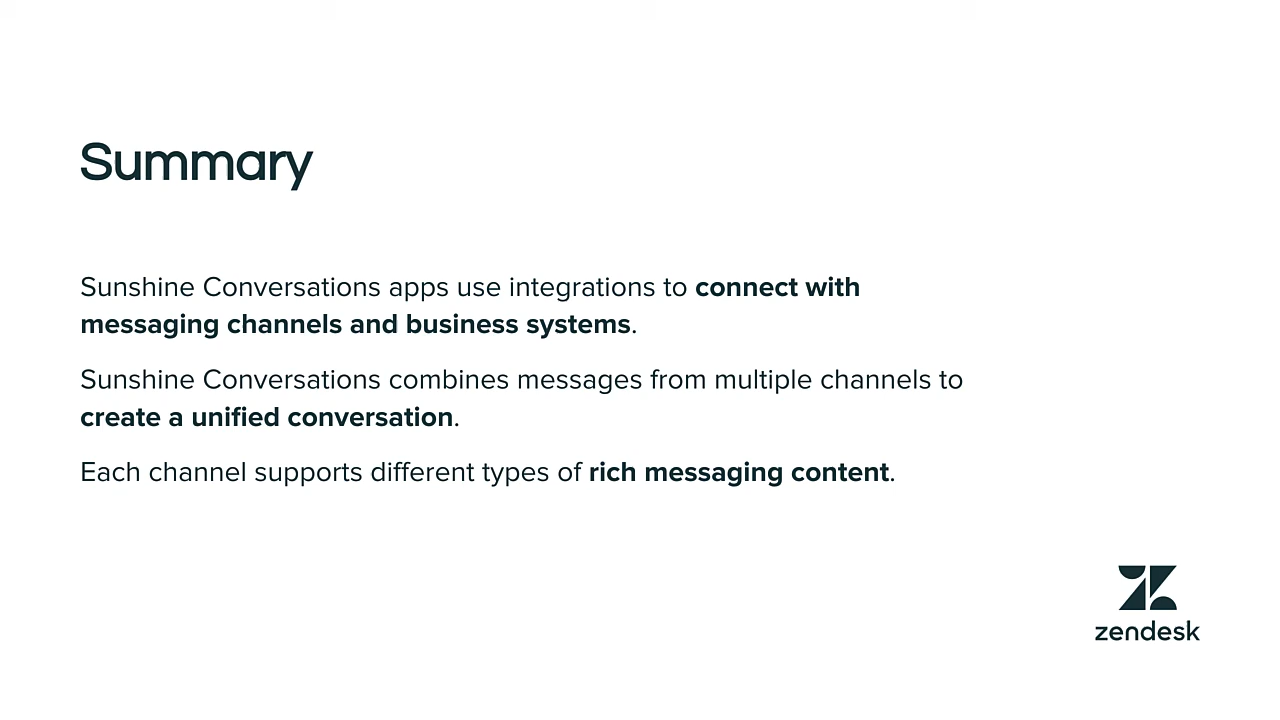 Summary
Sunshine Conversations apps use integrations to connect with
messaging channels and business systems.
Sunshine Conversations combines messages from multiple channels to
create a unified conversation.
Each channel supports different types of rich messaging content.
zendesk